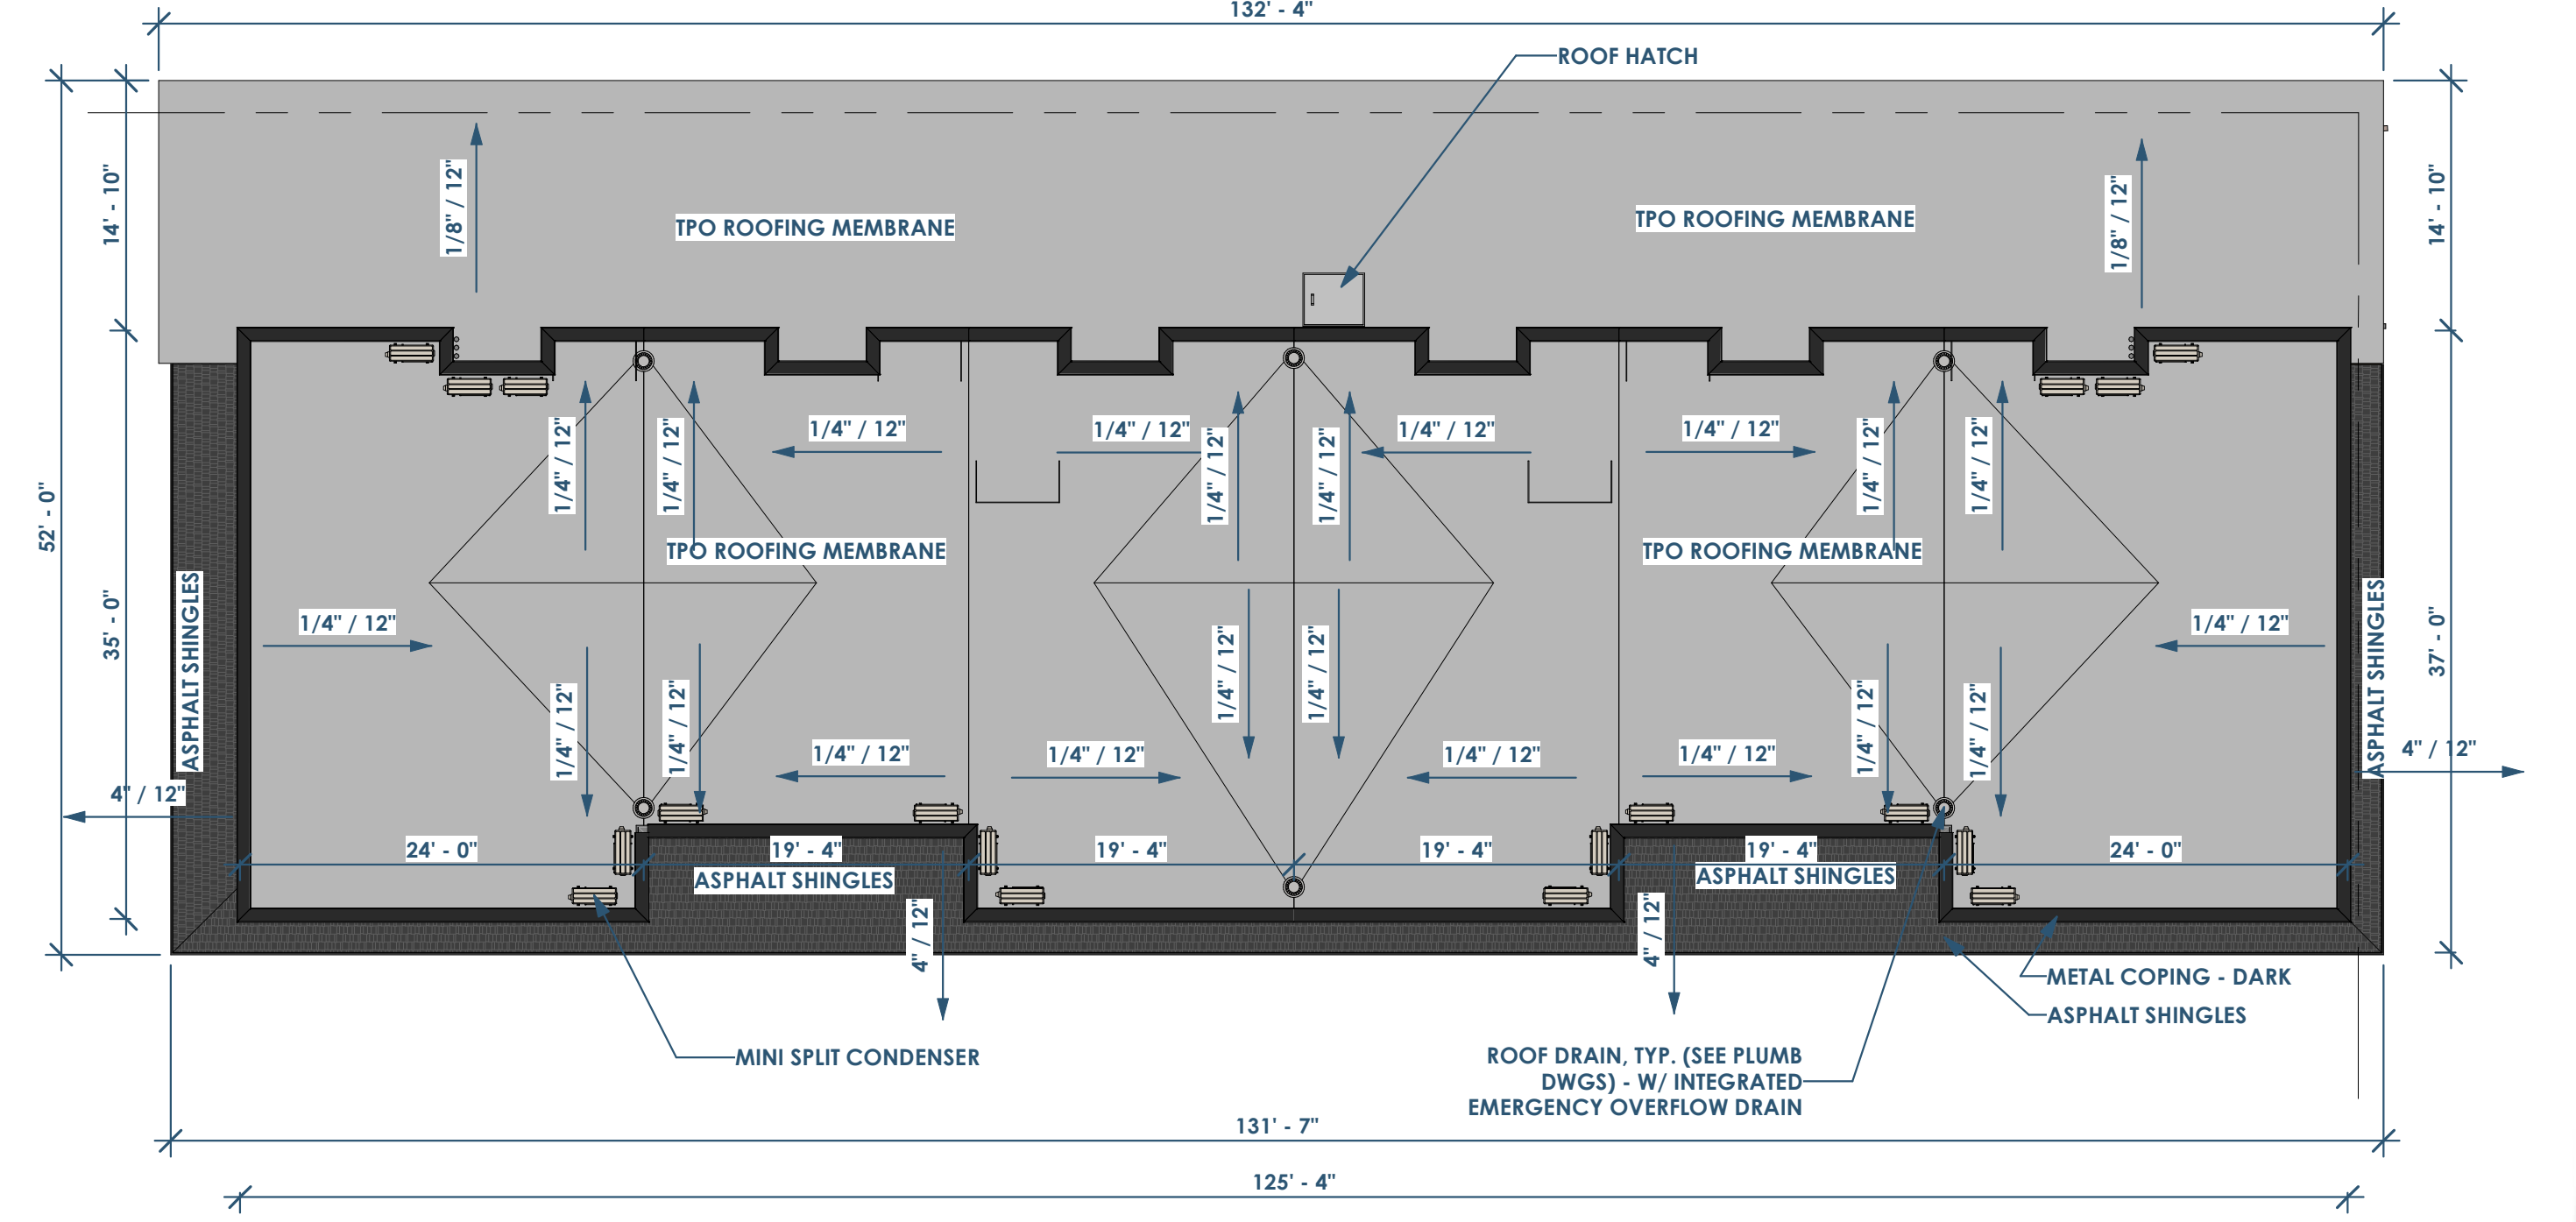 132' - 4"
ROOF HATCH
14' - 10"
1/8" / 12"
TPO ROOFING MEMBRANE
TPO ROOFING MEMBRANE
1/8" / 12"
14' - 10"
1/4" / 12"
1/4" / 12"
1/4" / 12"
1/4" / 12"
1/4" / 12"
1/4" / 12"
1/4" / 12"
1/4" / 12"
1/4" / 12"
1/4" / 12"
52' - 0"
TPO ROOFING MEMBRANE
TPO ROOFING MEMBRANE
35' - 0"
ASPHALT SHINGLES
1/4" / 12"
1/4" / 12"
ASPHALT SHINGLES
37' - 0"
1/4" / 12"
1/4" / 12"
1/4" / 12"
1/4" / 12"
1/4" / 12"
1/4" / 12"
1/4" / 12"
1/4" / 12"
1/4" / 12"
1/4" / 12"
4" / 12"
4" / 12"
24' - 0"
19' - 4"
19' - 4"
19' - 4"
19' - 4"
24' - 0"
ASPHALT SHINGLES
ASPHALT SHINGLES
4" / 12"
4" / 12"
METAL COPING - DARK
ASPHALT SHINGLES
MINI SPLIT CONDENSER
ROOF DRAIN, TYP. (SEE PLUMB
DWGS) - W/ INTEGRATED
EMERGENCY OVERFLOW DRAIN
131' - 7"
125' - 4"